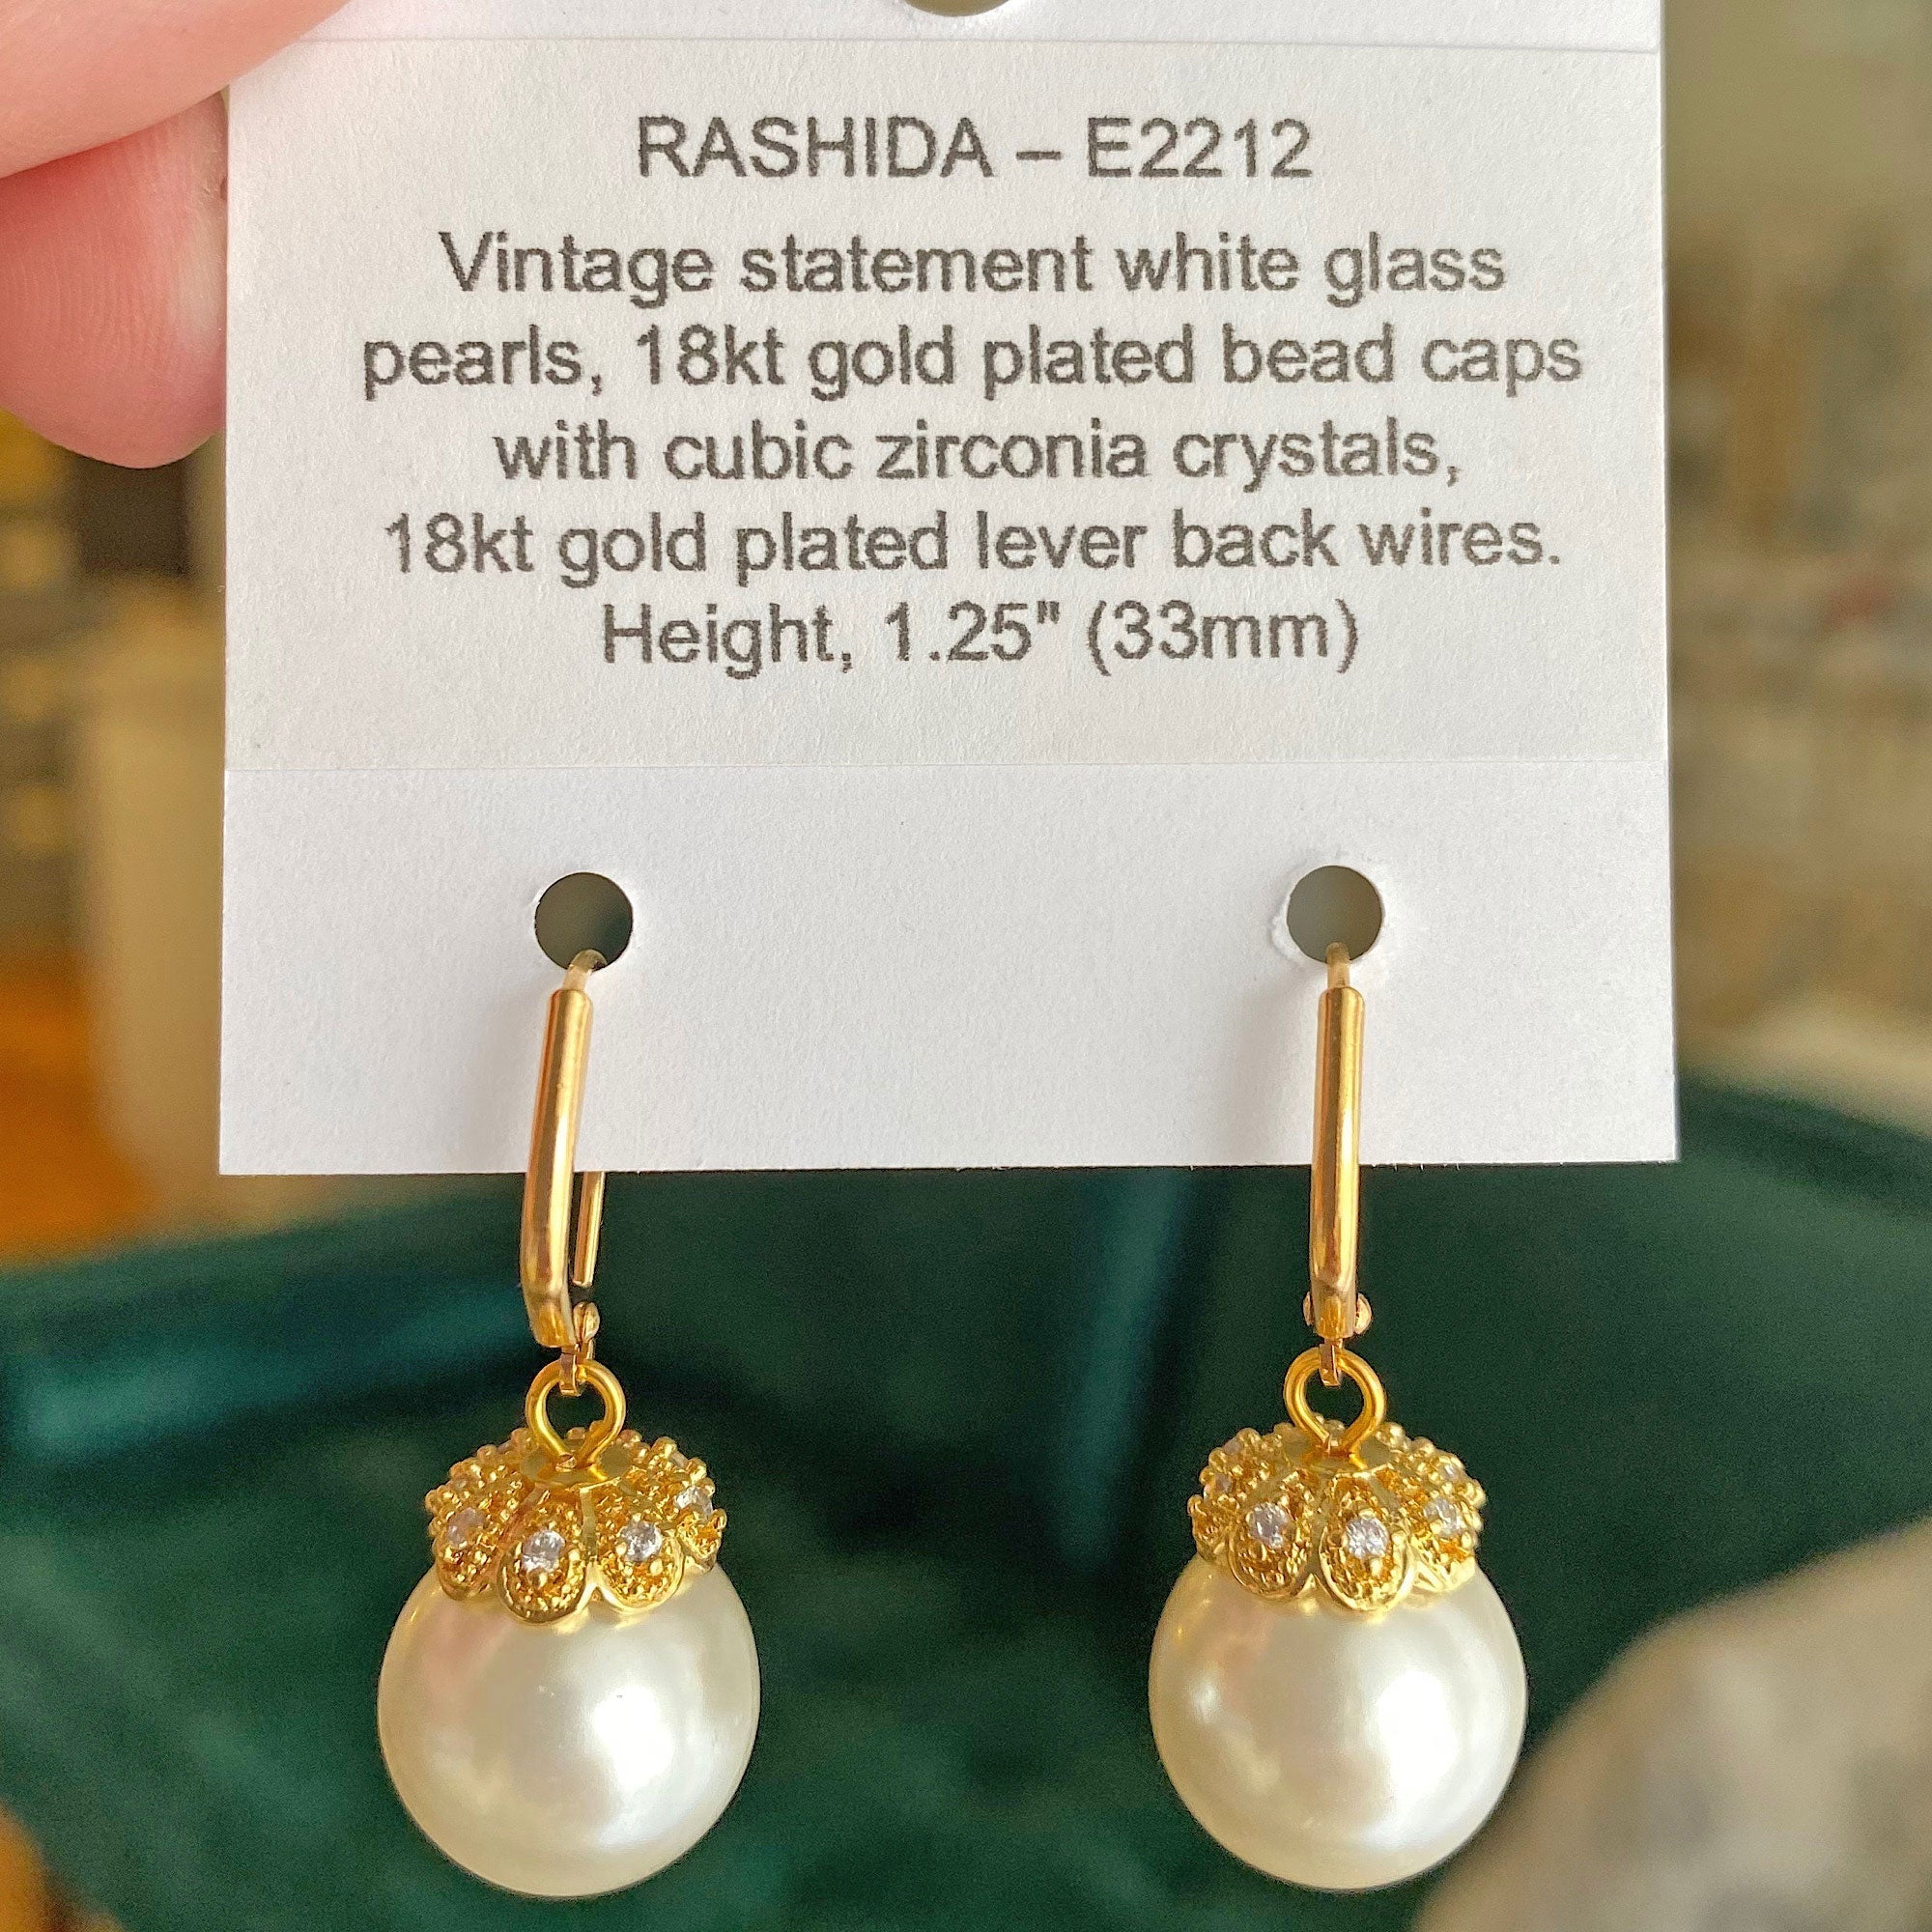 RASHIDA – E2212
Vintage statement white glass
pearls, 18kt gold plated bead caps
with cubic zirconia crystals,
18kt gold plated lever back wires.
Height, 1.25" (33mm)